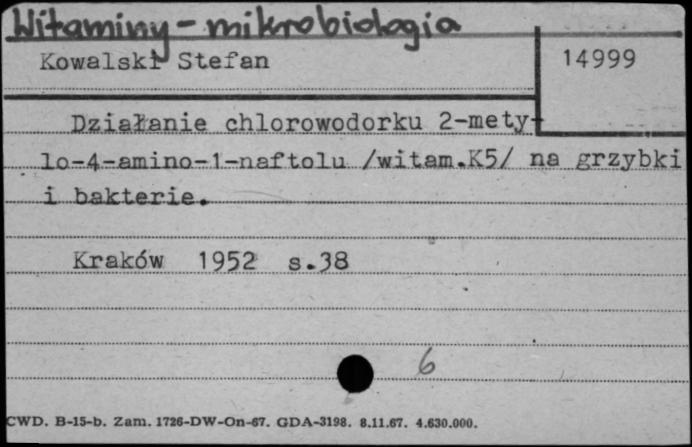 Witaminy - mikrobiologia
Kowalski Stefan
14999
Działanie chlorowodorku 2-mety-
lo-4-amino-1-naftolu /witam.K5/ na grzybki
i bakterie.
Kraków 1952 s.38
6
CWD. B-15-b. Zam. 1726-DW-On-67. GDA-3198. 8.11.67. 4.630.000.